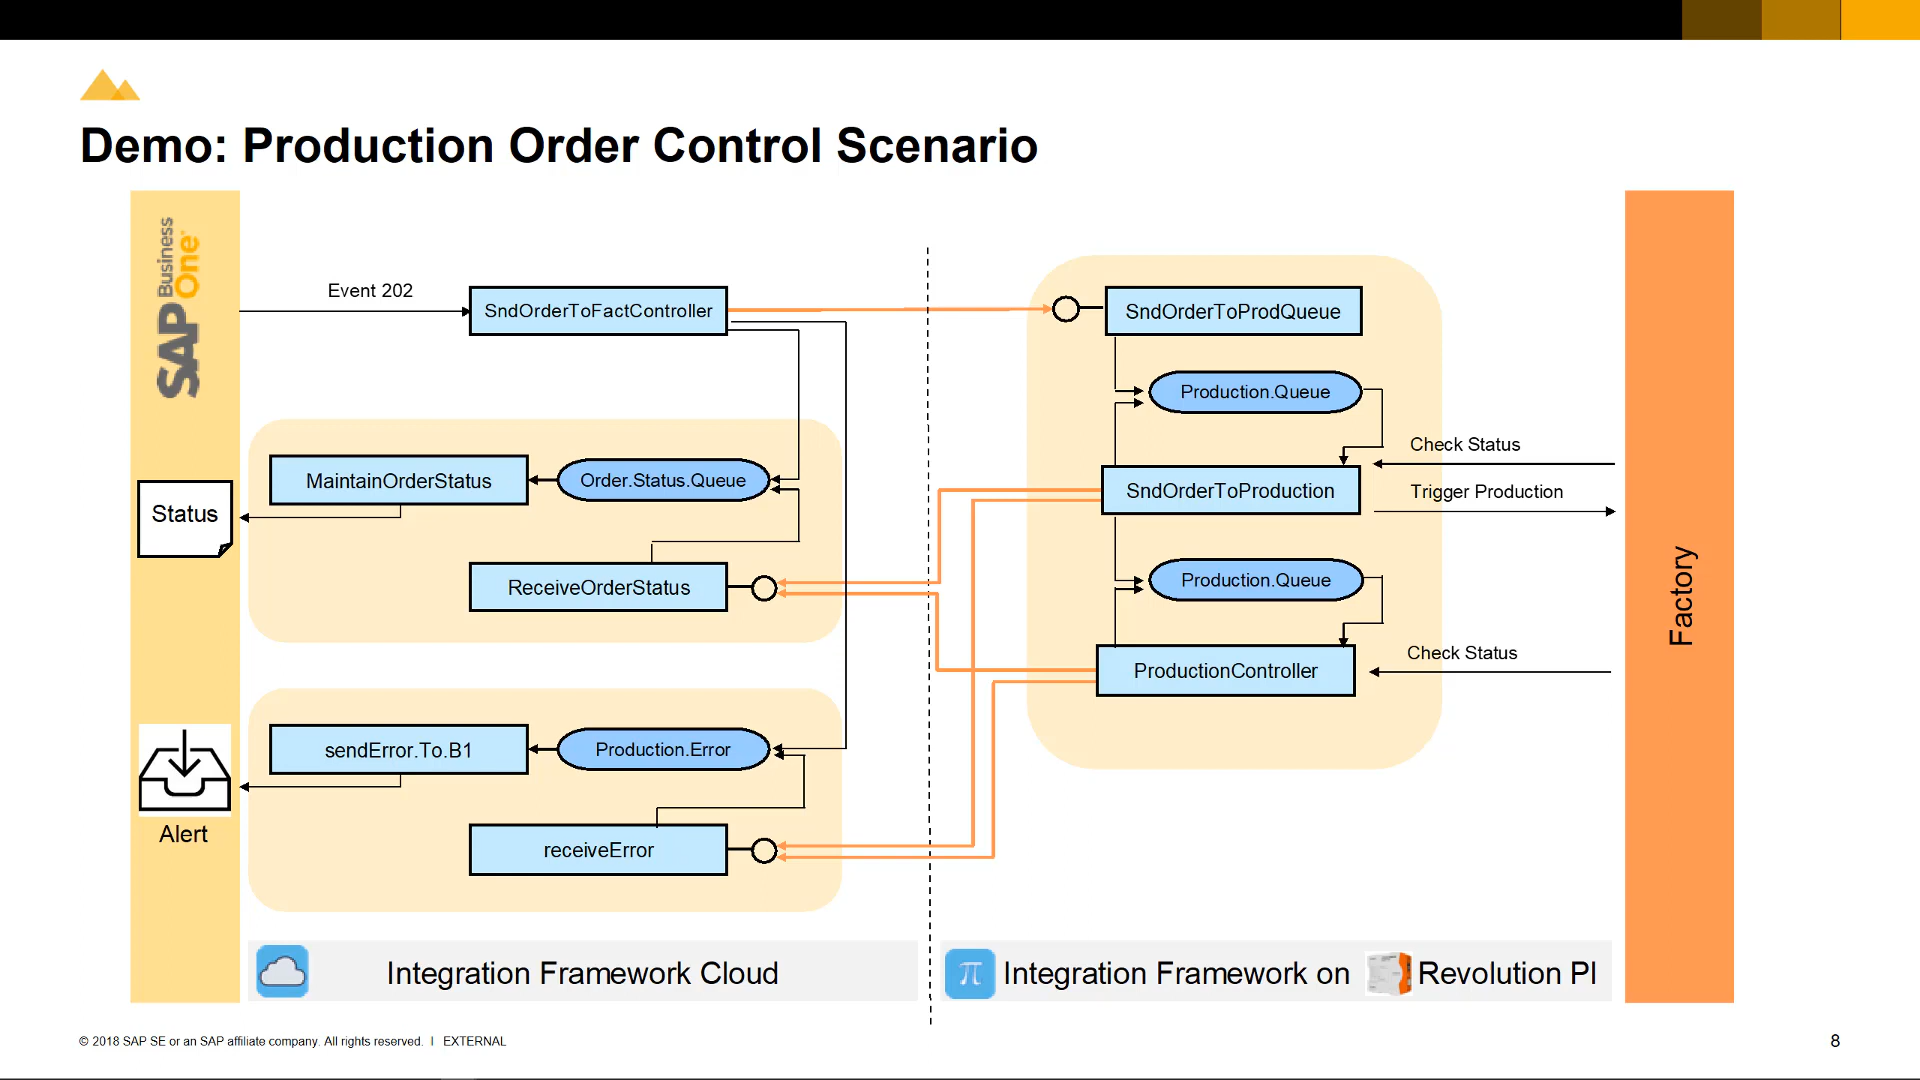 Demo: Production Order Control Scenario
SAP Business One
Event 202
SndOrderToFactController
SndOrderToProdQueue
Production.Queue
Check Status
MaintainOrderStatus
Order.Status.Queue
SndOrderToProduction
Trigger Production
Status
ReceiveOrderStatus
Production.Queue
Factory
Check Status
ProductionController
sendError.To.B1
Production.Error
Alert
receiveError
Integration Framework Cloud
π
Integration Framework on
Revolution PI
© 2018 SAP SE or an SAP affiliate company. All rights reserved. I EXTERNAL
8